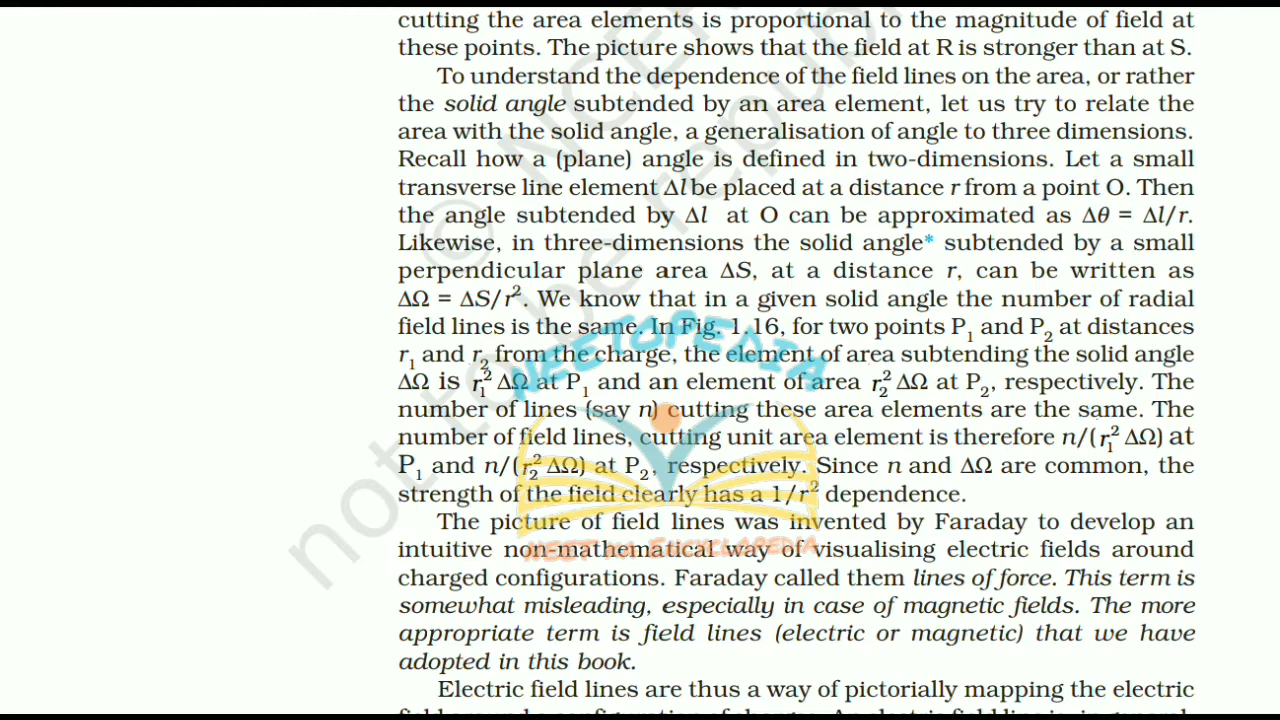 cutting the area elements is proportional to the magnitude of field at
these points. The picture shows that the field at R is stronger than at S.
To understand the dependence of the field lines on the area, or rather
the solid angle subtended by an area element, let us try to relate the
area with the solid angle, a generalisation of angle to three dimensions.
Recall how a (plane) angle is defined in two-dimensions. Let a small
transverse line element Δl be placed at a distance r from a point O. Then
the angle subtended by Δl at O can be approximated as Δθ = Δl/r.
Likewise, in three-dimensions the solid angle* subtended by a small
perpendicular plane area ΔS, at a distance r, can be written as
ΔΩ = ΔS/r². We know that in a given solid angle the number of radial
field lines is the same. In Fig. 1.16, for two points P₁ and P₂ at distances
r₁ and r₂ from the charge, the element of area subtending the solid angle
ΔΩ is r₁² ΔΩ at P₁ and an element of area r₂² ΔΩ at P₂, respectively. The
number of lines (say n) cutting these area elements are the same. The
number of field lines, cutting unit area element is therefore n/(r₁² ΔΩ) at
P₁ and n/(r₂² ΔΩ) at P₂, respectively. Since n and ΔΩ are common, the
strength of the field clearly has a 1/r² dependence.
The picture of field lines was invented by Faraday to develop an
intuitive non-mathematical way of visualising electric fields around
charged configurations. Faraday called them lines of force. This term is
somewhat misleading, especially in case of magnetic fields. The more
appropriate term is field lines (electric or magnetic) that we have
adopted in this book.
Electric field lines are thus a way of pictorially mapping the electric
© NCE
not to be republ
NEETOPEDIA
NEET KA ENCYCLOPEDIA